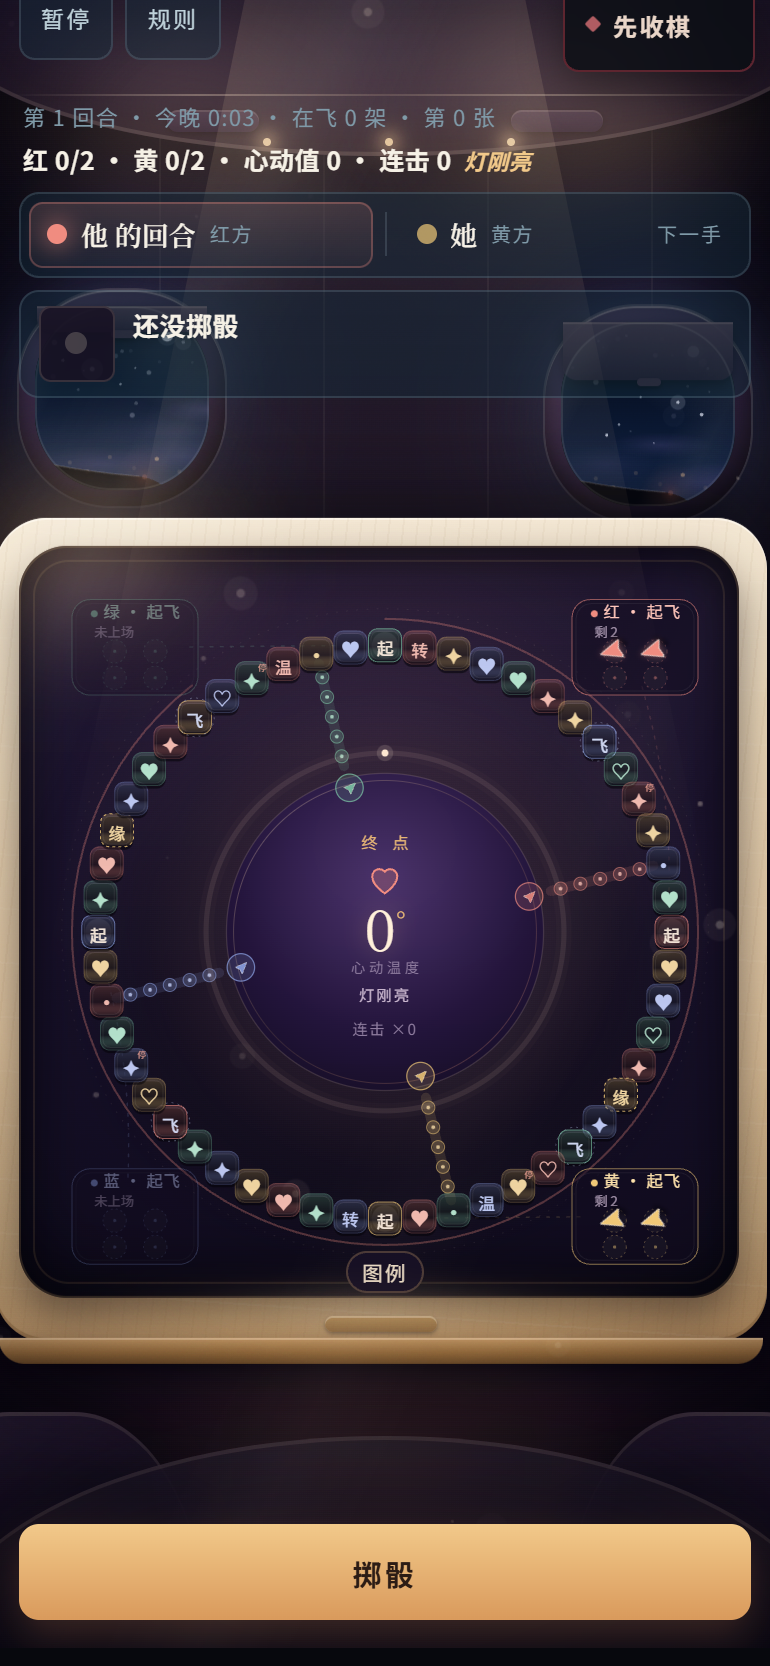 暂停
规则
先收棋
第 1 回合 · 今晚 0:03 · 在飞 0 架 · 第 0 张
红 0/2 · 黄 0/2 · 心动值 0 · 连击 0 灯刚亮
他 的回合 红方
她 黄方 下一手
还没掷骰
绿 · 起飞
未上场
红 · 起飞
剩 2
起
转
温
停
飞
飞
停
缘
起
起
终 点
0°
心动温度
灯刚亮
连击 ×0
停
飞
缘
飞
停
温
转
起
蓝 · 起飞
未上场
黄 · 起飞
剩 2
图例
掷骰